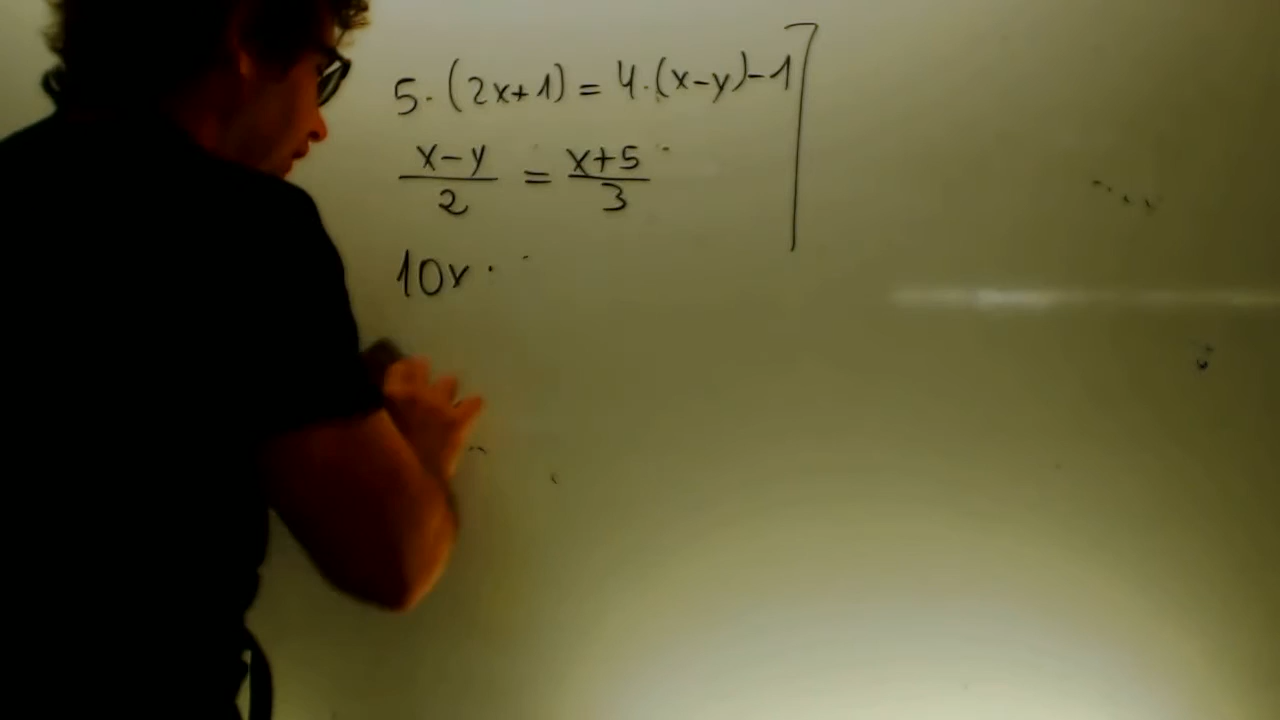 5·(2x+1)=4·(x-y)-1
x-y/2 = x+5/3
10x